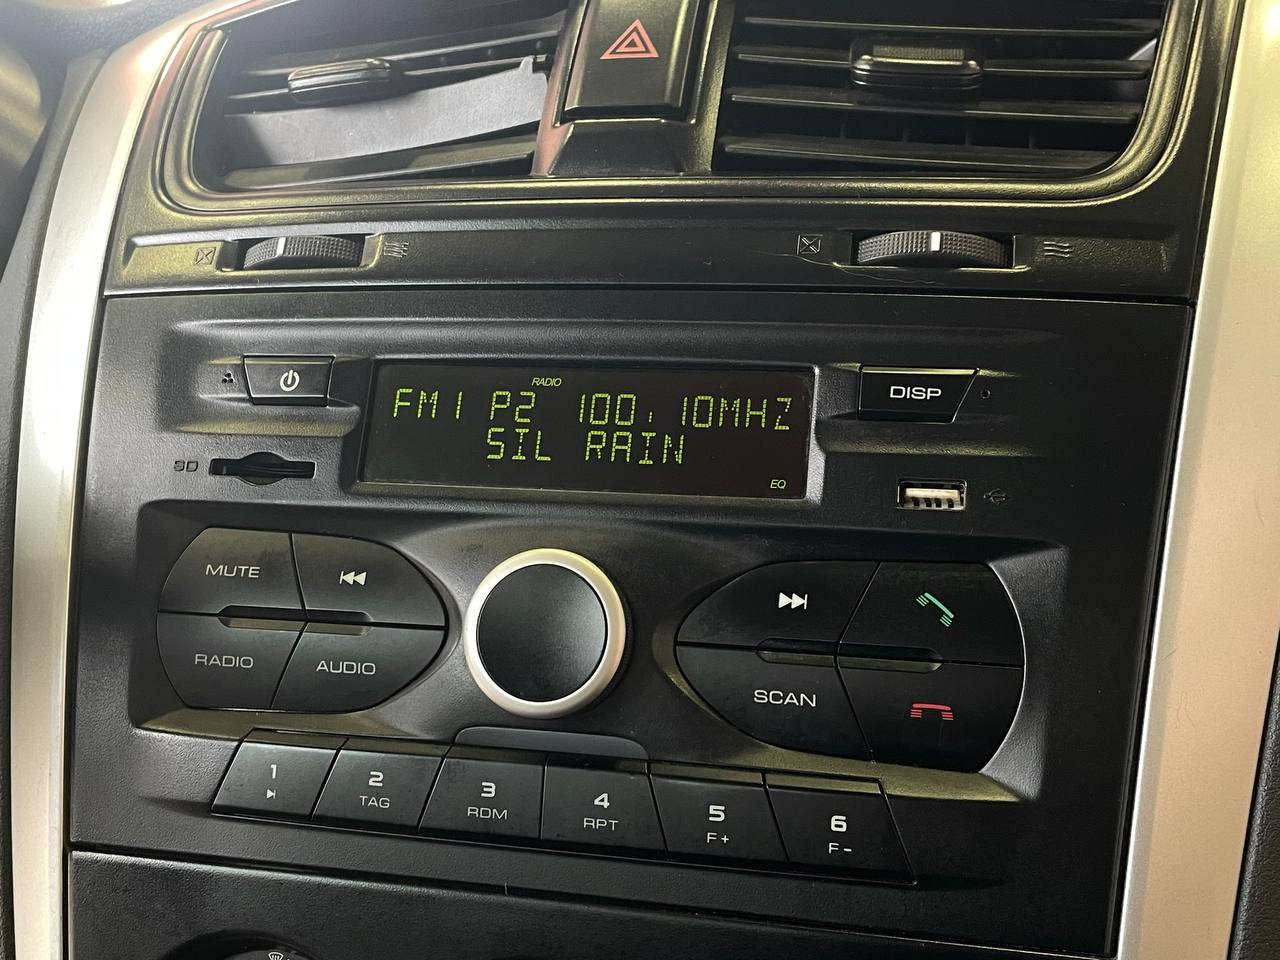 RADIO
FM1 P2 100.10MHZ
SIL RAIN
EQ
DISP
SD
MUTE
RADIO
AUDIO
SCAN
1
2
TAG
3
RDM
4
RPT
5
F+
6
F-